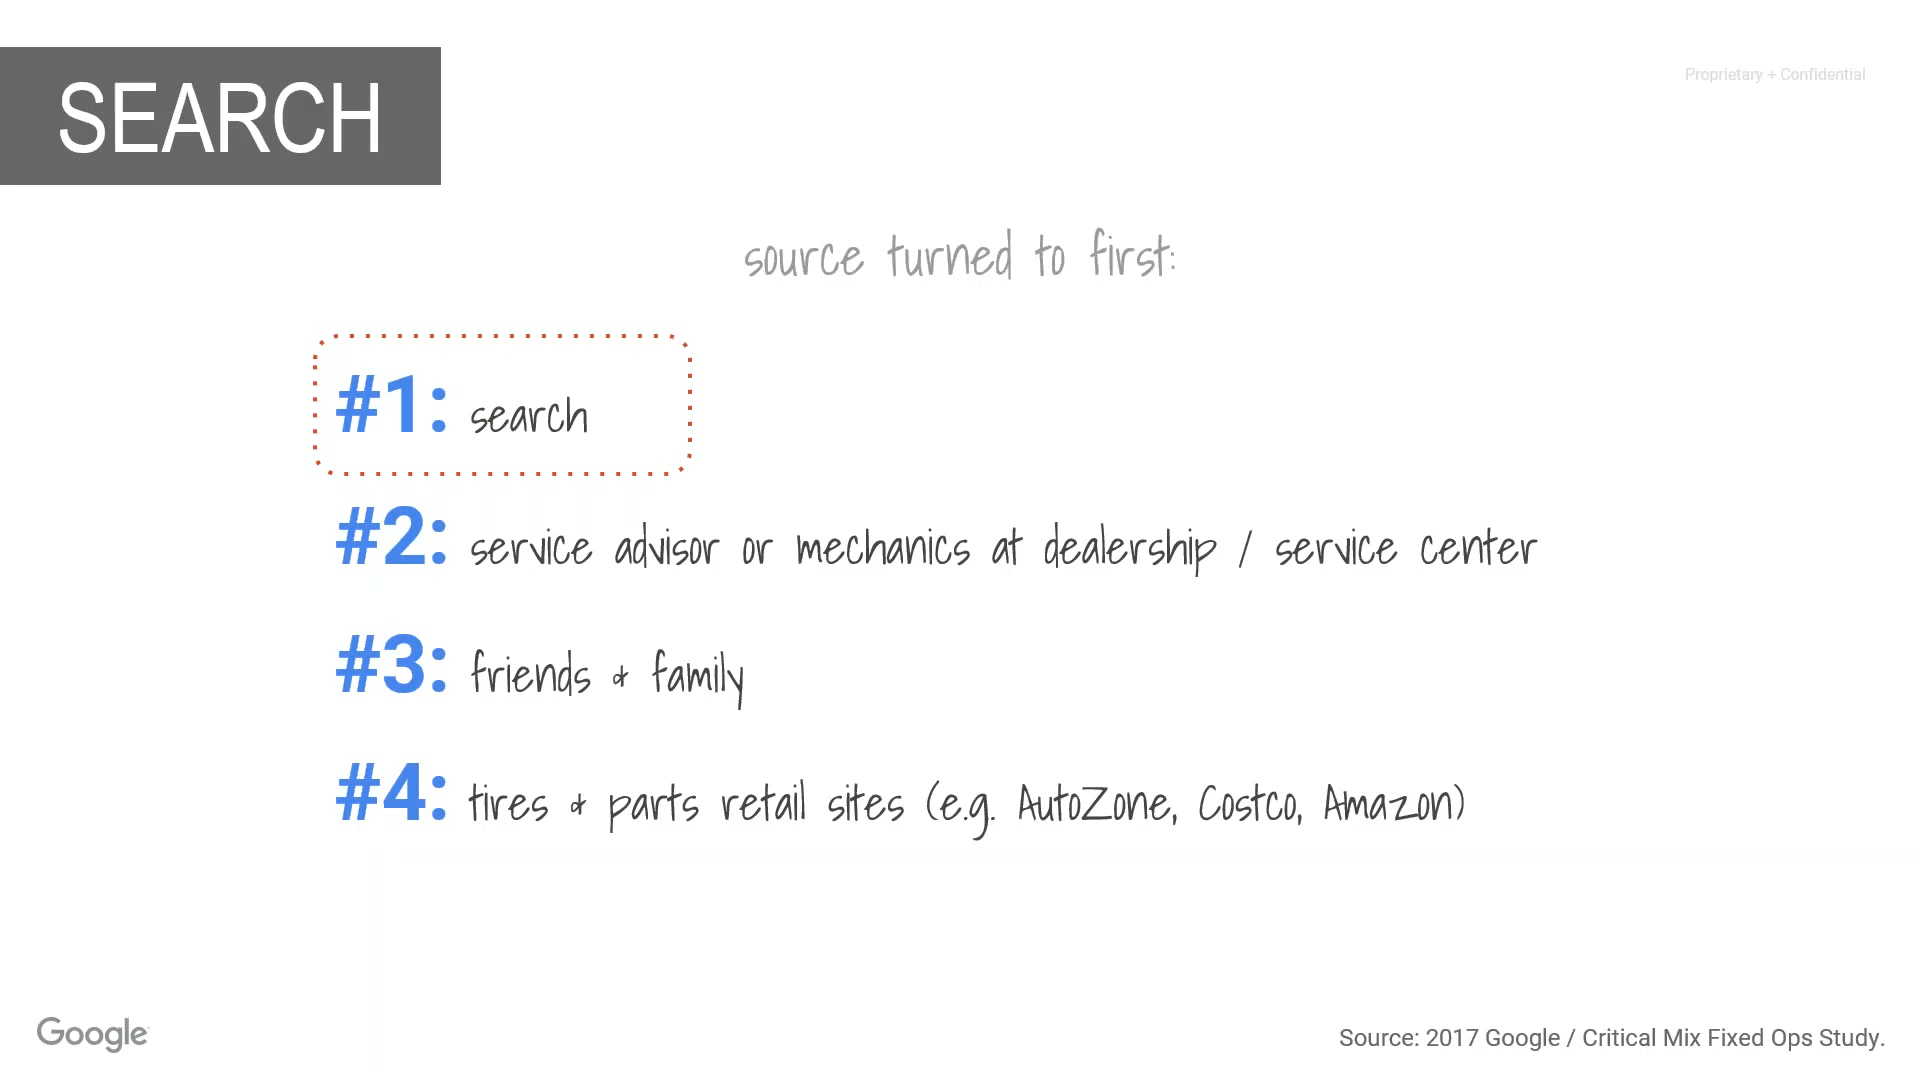 SEARCH
Proprietary + Confidential
source turned to first:
#1: search
#2: service advisor or mechanics at dealership / service center
#3: friends & family
#4: tires & parts retail sites (e.g. AutoZone, Costco, Amazon)
Google
Source: 2017 Google / Critical Mix Fixed Ops Study.